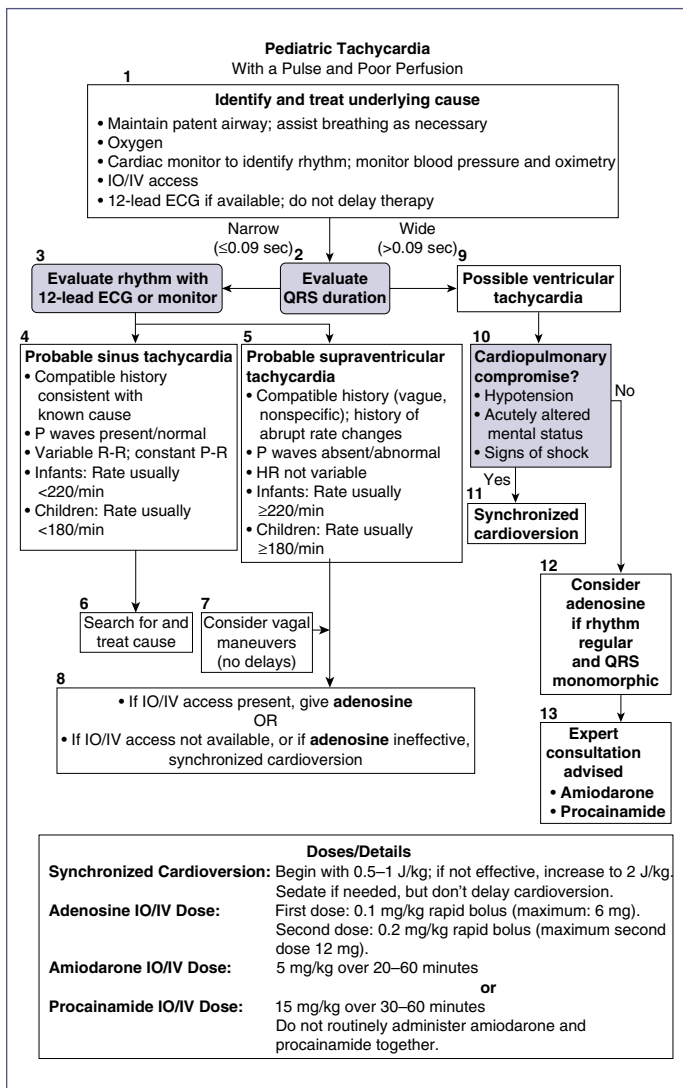 Pediatric Tachycardia
With a Pulse and Poor Perfusion
1
Identify and treat underlying cause
• Maintain patent airway; assist breathing as necessary
• Oxygen
• Cardiac monitor to identify rhythm; monitor blood pressure and oximetry
• IO/IV access
• 12-lead ECG if available; do not delay therapy
Narrow
(≤0.09 sec)
Wide
(>0.09 sec)
2
Evaluate
QRS duration
3
Evaluate rhythm with
12-lead ECG or monitor
9
Possible ventricular
tachycardia
4
Probable sinus tachycardia
• Compatible history
consistent with
known cause
• P waves present/normal
• Variable R-R; constant P-R
• Infants: Rate usually
<220/min
• Children: Rate usually
<180/min
5
Probable supraventricular
tachycardia
• Compatible history (vague,
nonspecific); history of
abrupt rate changes
• P waves absent/abnormal
• HR not variable
• Infants: Rate usually
≥220/min
• Children: Rate usually
≥180/min
10
Cardiopulmonary
compromise?
• Hypotension
• Acutely altered
mental status
• Signs of shock
No
Yes
11
Synchronized
cardioversion
6
Search for and
treat cause
7
Consider vagal
maneuvers
(no delays)
8
• If IO/IV access present, give adenosine
OR
• If IO/IV access not available, or if adenosine ineffective,
synchronized cardioversion
12
Consider
adenosine
if rhythm
regular
and QRS
monomorphic
13
Expert
consultation
advised
• Amiodarone
• Procainamide
Doses/Details
Synchronized Cardioversion: Begin with 0.5–1 J/kg; if not effective, increase to 2 J/kg.
Sedate if needed, but don't delay cardioversion.
Adenosine IO/IV Dose: First dose: 0.1 mg/kg rapid bolus (maximum: 6 mg).
Second dose: 0.2 mg/kg rapid bolus (maximum second
dose 12 mg).
Amiodarone IO/IV Dose: 5 mg/kg over 20–60 minutes
or
Procainamide IO/IV Dose: 15 mg/kg over 30–60 minutes
Do not routinely administer amiodarone and
procainamide together.